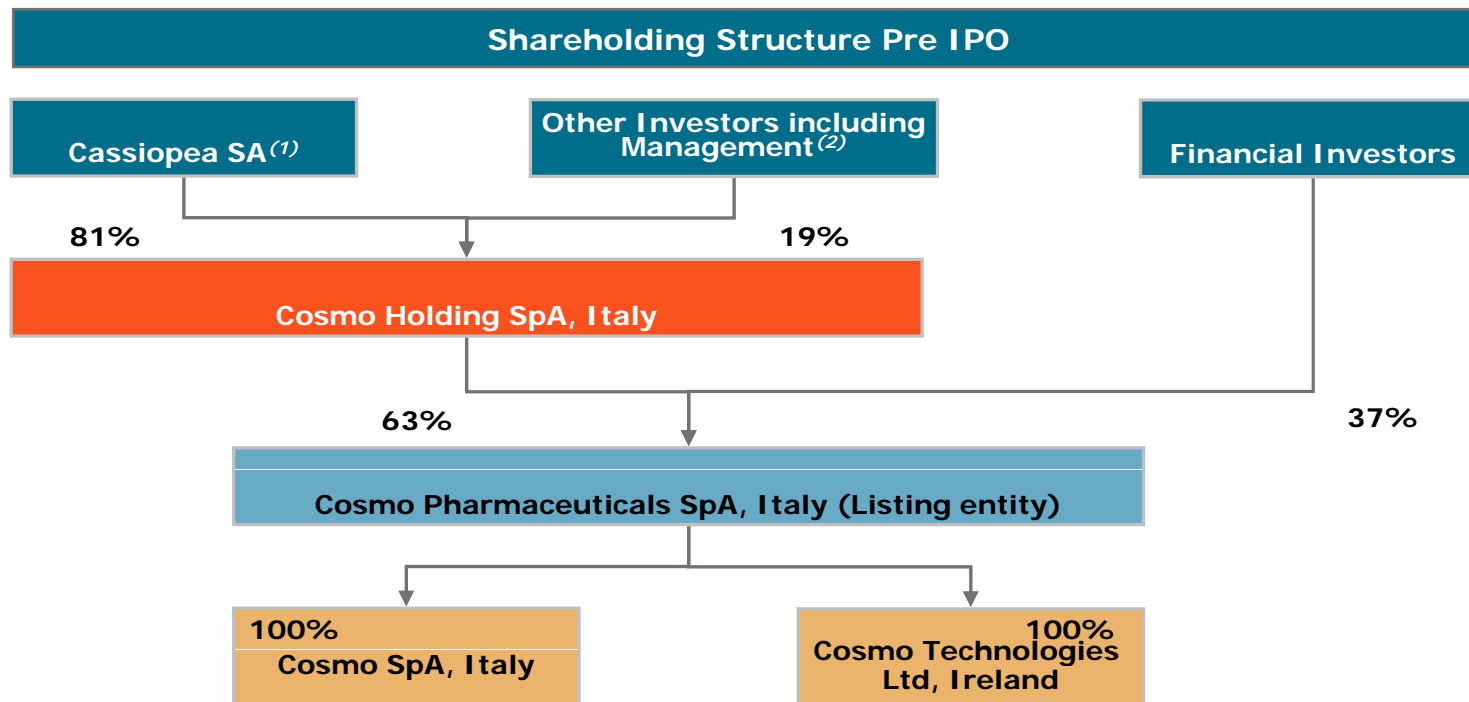 Shareholding Structure Pre IPO
Cassiopea SA(1)
Other Investors including
Management(2)
Financial Investors
81%
19%
Cosmo Holding SpA, Italy
63%
37%
Cosmo Pharmaceuticals SpA, Italy (Listing entity)
100%
Cosmo SpA, Italy
100%
Cosmo Technologies
Ltd, Ireland